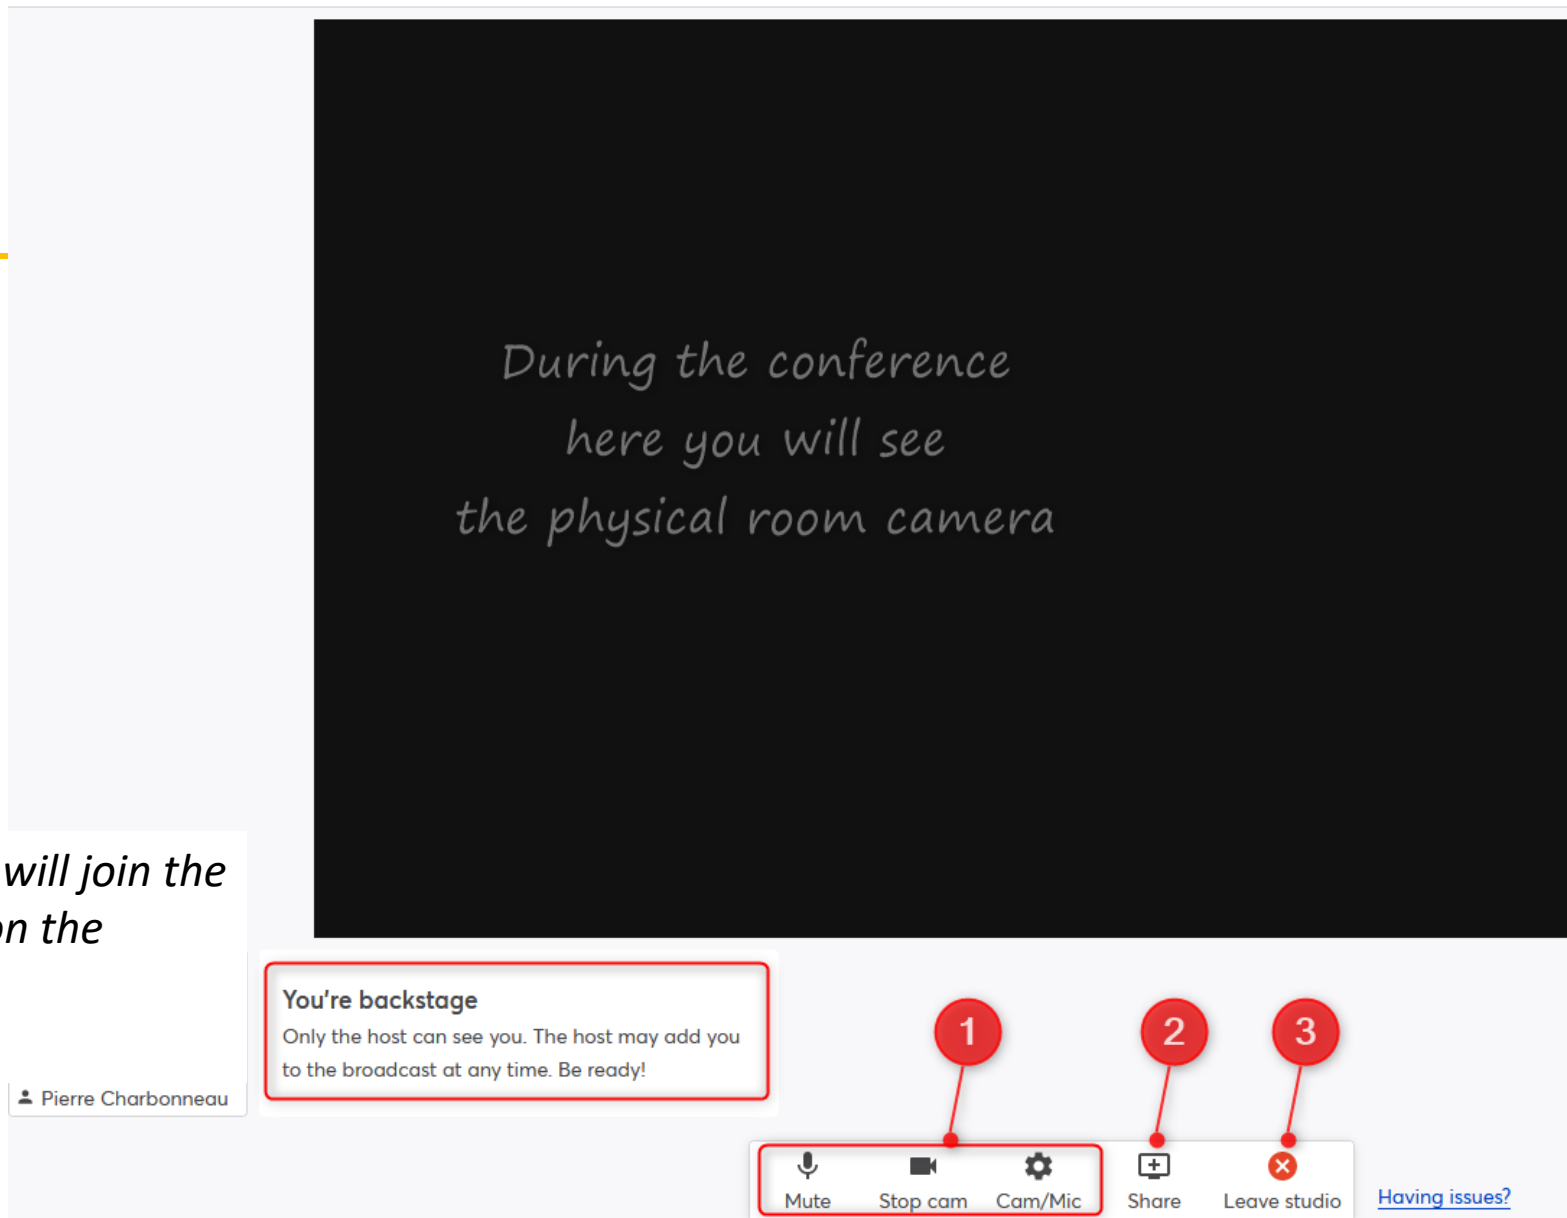 During the conference
here you will see
the physical room camera
will join the
on the
You're backstage
Only the host can see you. The host may add you
to the broadcast at any time. Be ready!
Pierre Charbonneau
1
2
3
Mute Stop cam Cam/Mic Share Leave studio Having issues?